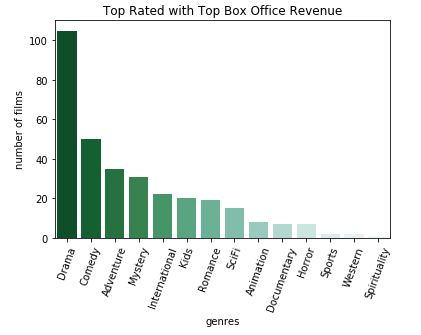 Top Rated with Top Box Office Revenue
number of films
100
80
60
40
20
0
Drama
Comedy
Adventure
Mystery
International
Kids
Romance
SciFi
Animation
Documentary
Horror
Sports
Western
Spirituality
genres